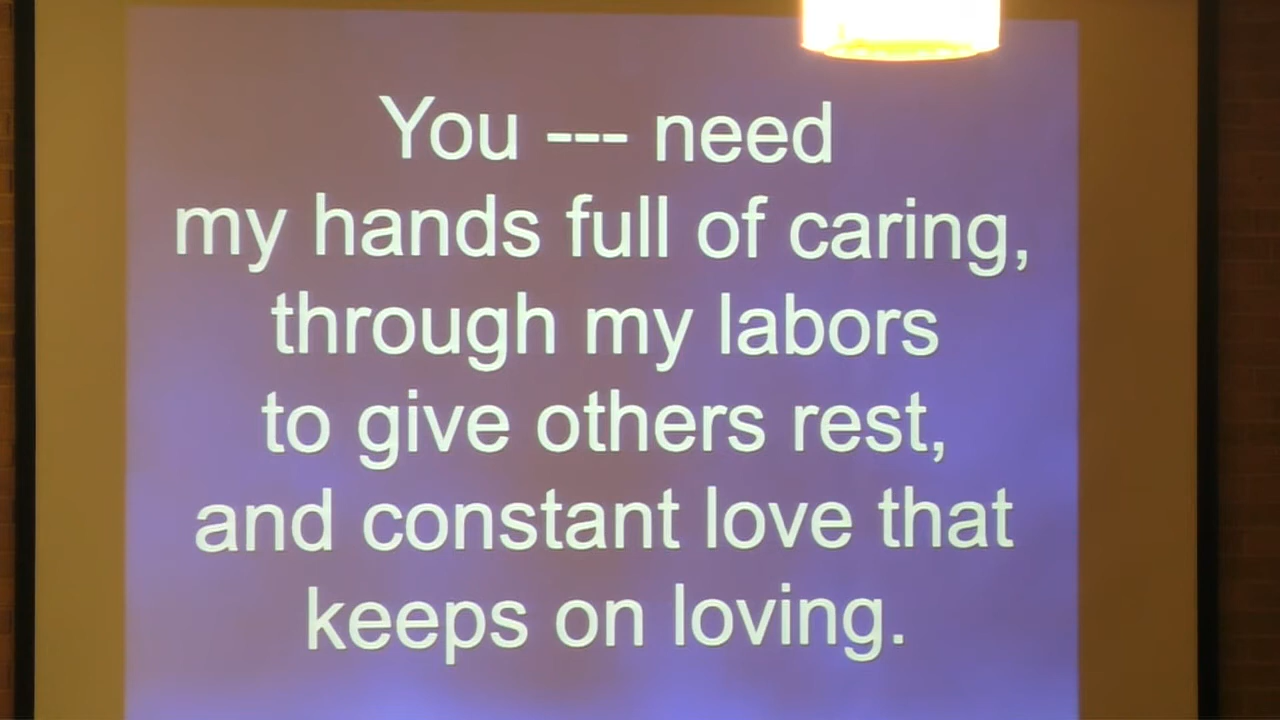 You --- need
my hands full of caring,
through my labors
to give others rest,
and constant love that
keeps on loving.